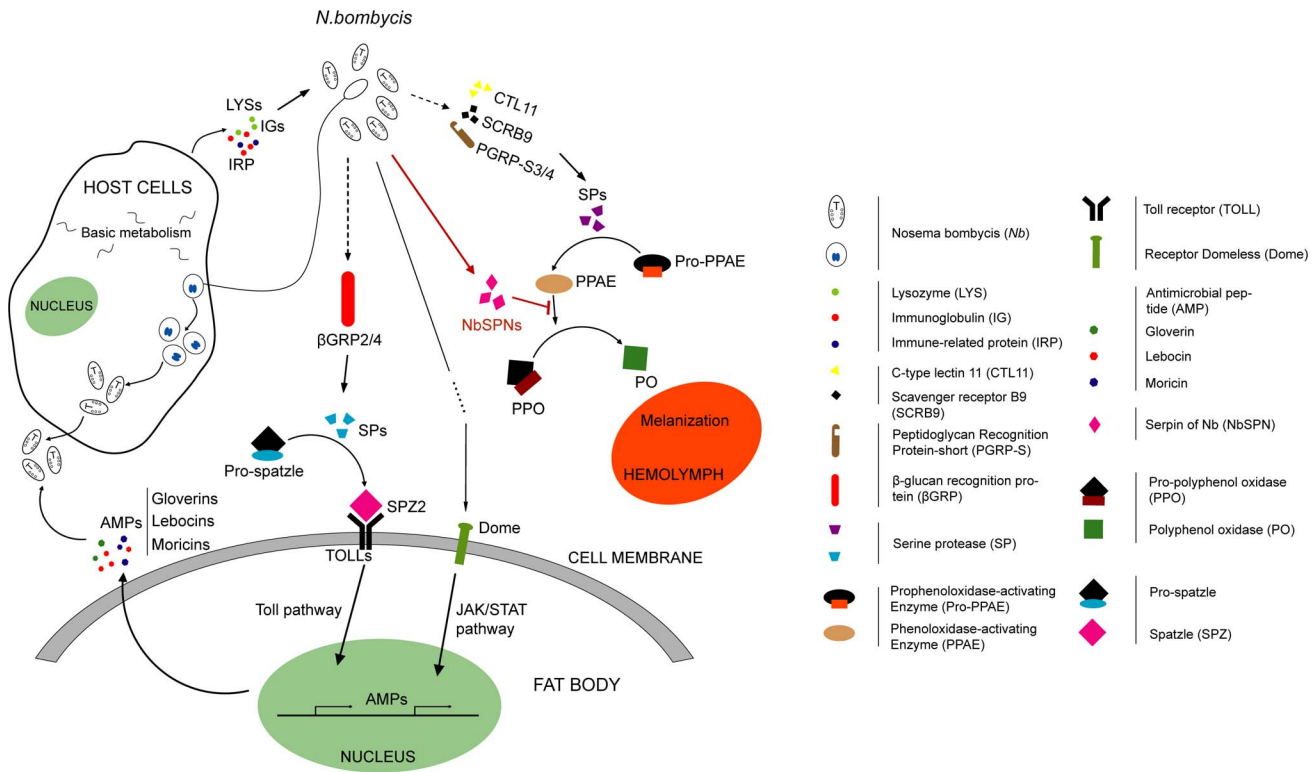 N.bombycis
LYSs
IGs
IRP
CTL11
SCRB9
PGRP-S3/4
HOST CELLS
Basic metabolism
NUCLEUS
SPs
Pro-PPAE
PPAE
NbSPNs
βGRP2/4
PO
PPO
Melanization
HEMOLYMPH
SPs
Pro-spatzle
SPZ2
Gloverins
AMPs
Lebocins
Moricins
Dome
TOLLs
CELL MEMBRANE
Toll pathway
JAK/STAT
pathway
FAT BODY
AMPs
NUCLEUS
Nosema bombycis (Nb)
Lysozyme (LYS)
Immunoglobulin (IG)
Immune-related protein (IRP)
C-type lectin 11 (CTL11)
Scavenger receptor B9
(SCRB9)
Peptidoglycan Recognition
Protein-short (PGRP-S)
β-glucan recognition pro-
tein (βGRP)
Serine protease (SP)
Prophenoloxidase-activating
Enzyme (Pro-PPAE)
Phenoloxidase-activating
Enzyme (PPAE)
Toll receptor (TOLL)
Receptor Domeless (Dome)
Antimicrobial pep-
tide (AMP)
Gloverin
Lebocin
Moricin
Serpin of Nb (NbSPN)
Pro-polyphenol oxidase
(PPO)
Polyphenol oxidase (PO)
Pro-spatzle
Spatzle (SPZ)